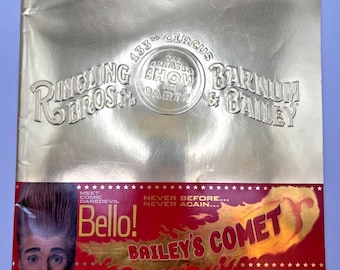 133RD CIRCUS
RINGLING BROS.
THE GREATEST SHOW ON EARTH
BARNUM & BAILEY
MEET
COMIC
DAREDEVIL
Bello!
NEVER BEFORE...
NEVER AGAIN...
BAILEY'S COMET